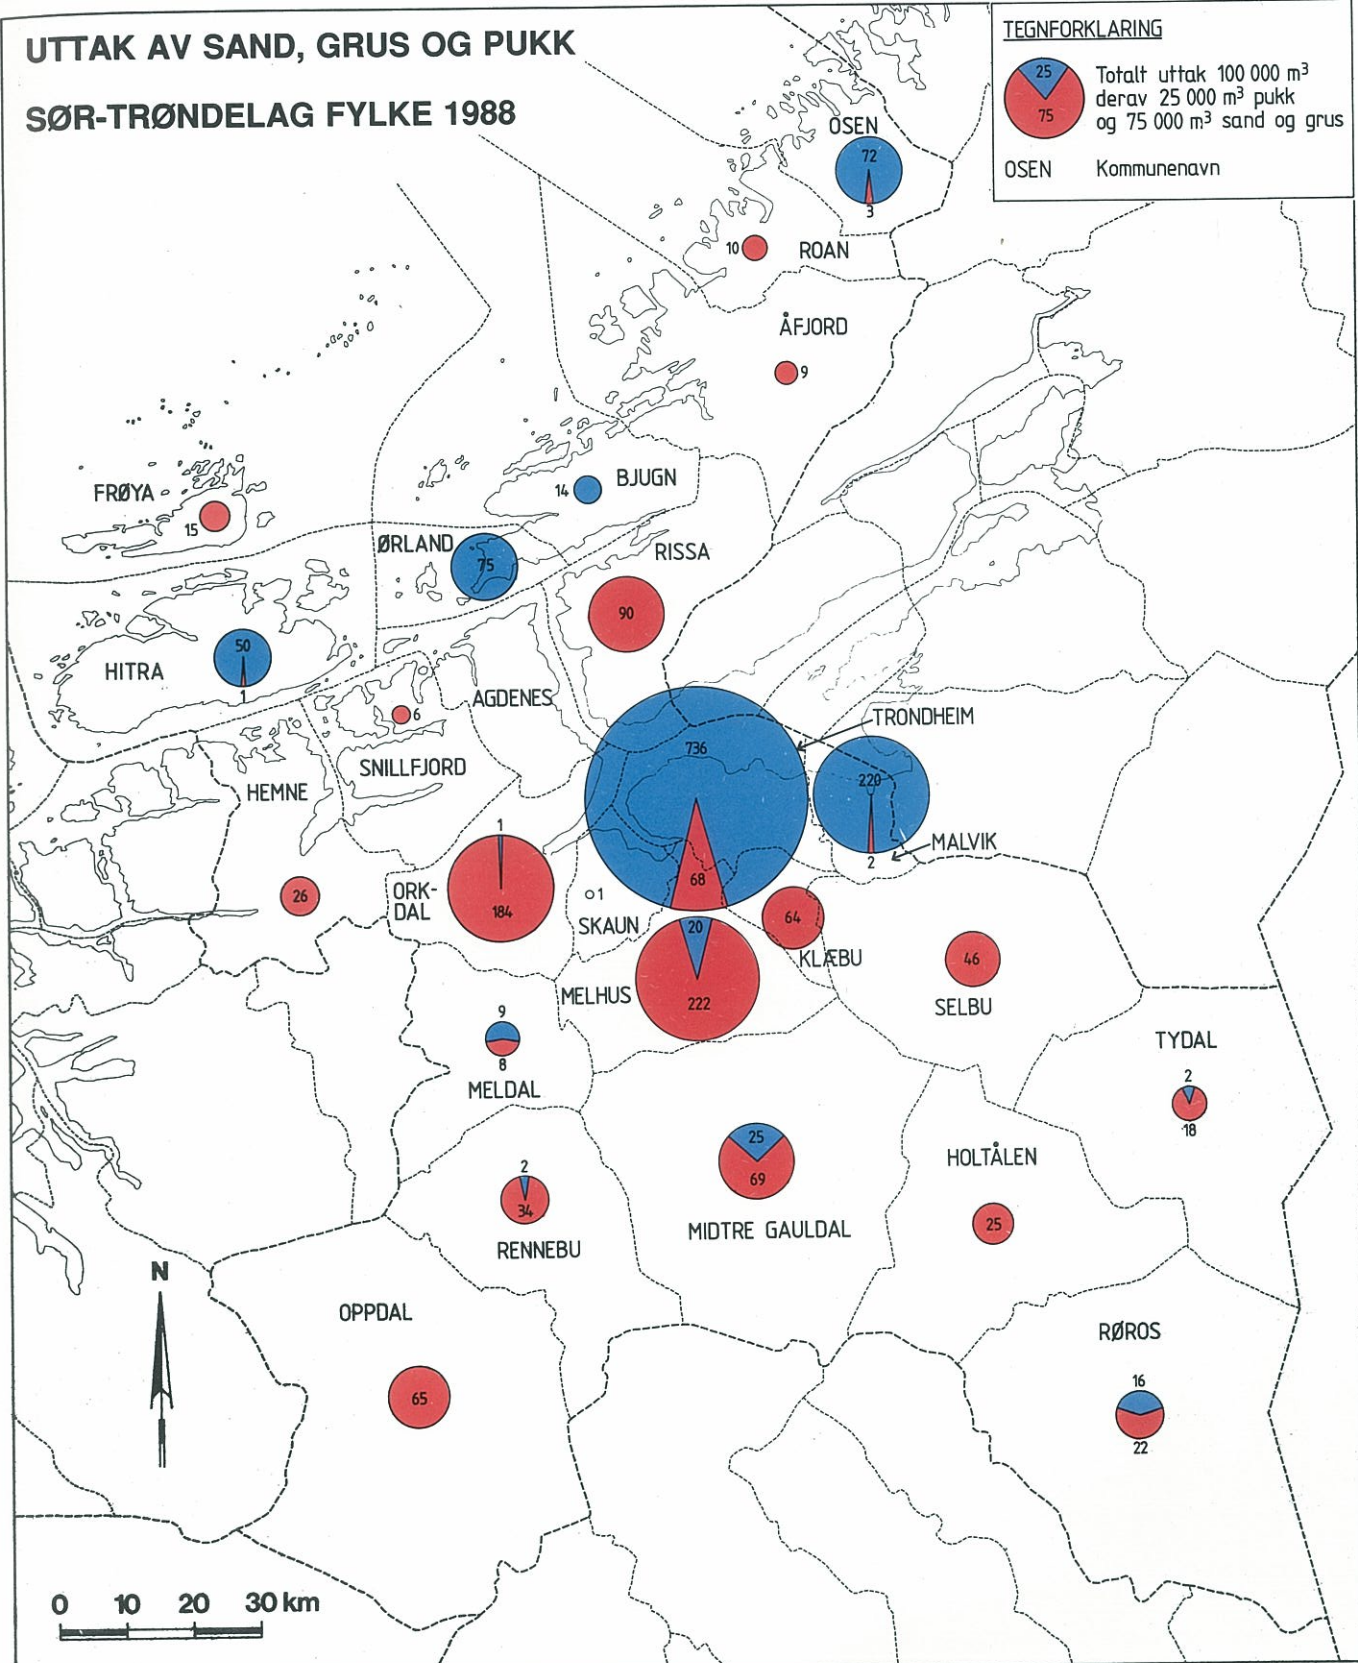 UTTAK AV SAND, GRUS OG PUKK
SØR-TRØNDELAG FYLKE 1988
TEGNFORKLARING
25
75
Totalt uttak 100 000 m³
derav 25 000 m³ pukk
og 75 000 m³ sand og grus
OSEN Kommunenavn
OSEN
72
3
10 ROAN
ÅFJORD
9
FRØYA
15
14 BJUGN
ØRLAND
75
RISSA
90
HITRA
50
1
AGDENES
6
SNILLFJORD
HEMNE
26
TRONDHEIM
736
68
220
2
MALVIK
ORK-
DAL
1
184
1
SKAUN
64
KLÆBU
MELHUS
20
222
46
SELBU
9
8
MELDAL
TYDAL
2
18
25
69
MIDTRE GAULDAL
HOLTÅLEN
25
2
34
RENNEBU
OPPDAL
65
RØROS
16
22
N
0 10 20 30 km